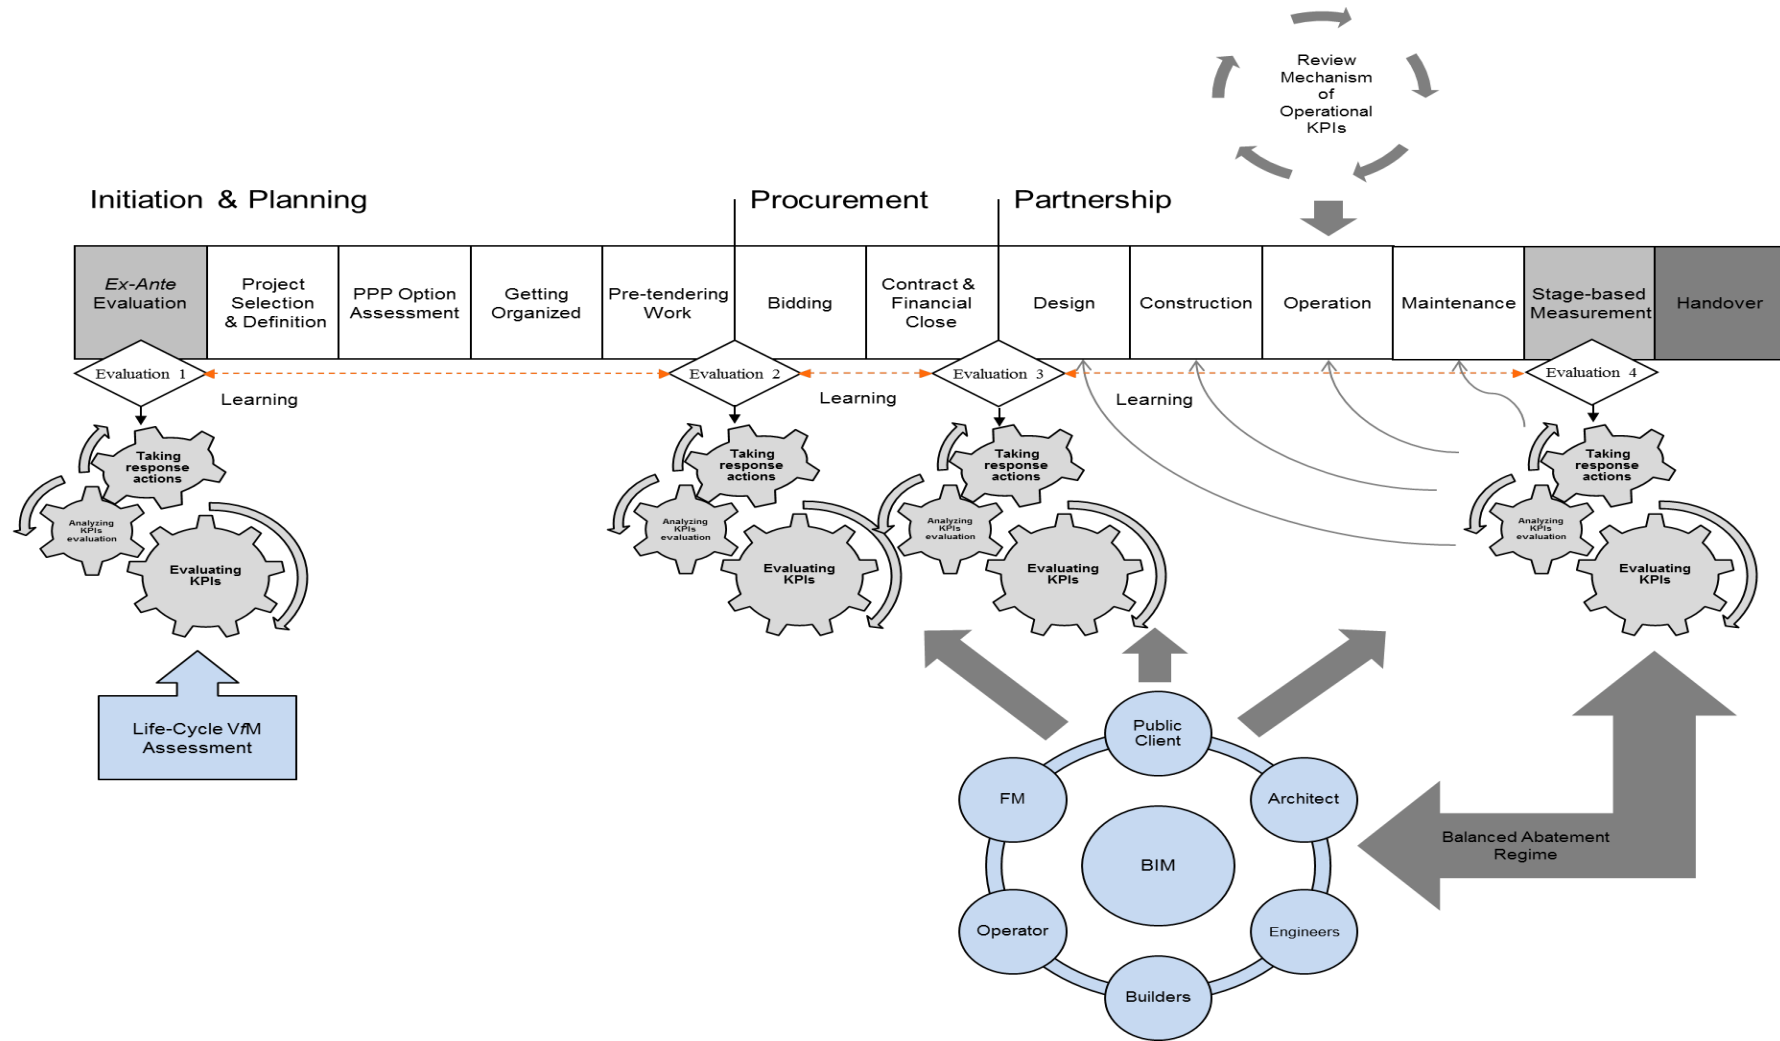 Review
Mechanism
of
Operational
KPIs
Initiation & Planning
Procurement
Partnership
Ex-Ante
Evaluation
Project
Selection
& Definition
PPP Option
Assessment
Getting
Organized
Pre-tendering
Work
Bidding
Contract &
Financial
Close
Design
Construction
Operation
Maintenance
Stage-based
Measurement
Handover
Evaluation 1
Evaluation 2
Evaluation 3
Evaluation 4
Learning
Learning
Learning
Taking
response
actions
Analyzing
KPIs
evaluation
Evaluating
KPIs
Taking
response
actions
Analyzing
KPIs
evaluation
Evaluating
KPIs
Taking
response
actions
Analyzing
KPIs
evaluation
Evaluating
KPIs
Taking
response
actions
Analyzing
KPIs
evaluation
Evaluating
KPIs
Life-Cycle VfM
Assessment
Public
Client
FM
Architect
BIM
Operator
Engineers
Builders
Balanced Abatement
Regime